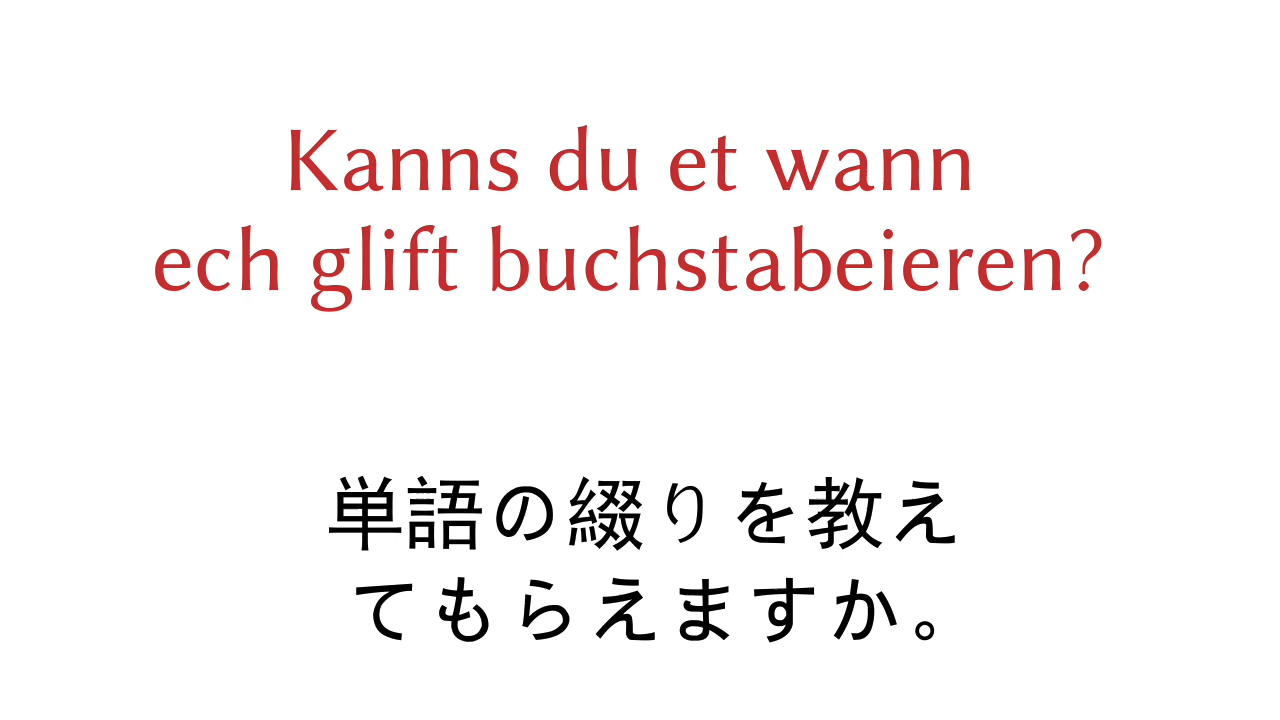 Kanns du et wann
ech glift buchstabeieren?
単語の綴りを教え
てもらえますか。